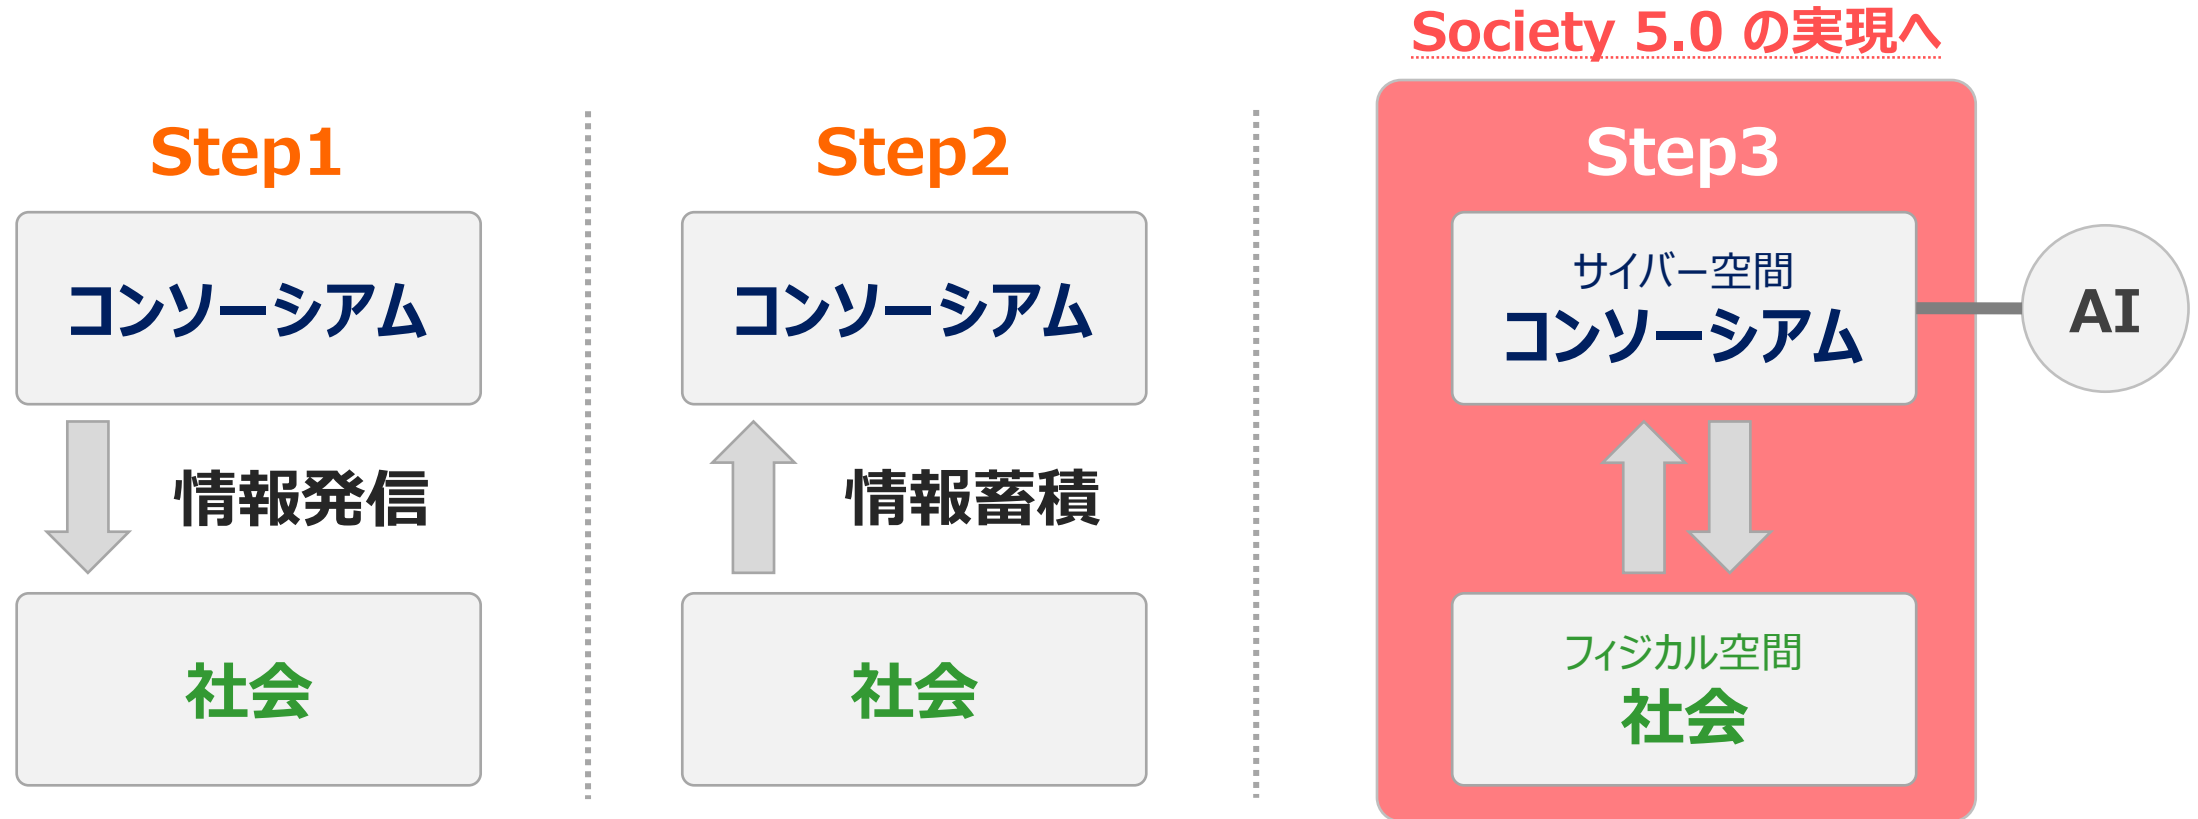 Society 5.0 の実現へ
Step1
コンソーシアム
情報発信
社会
Step2
コンソーシアム
情報蓄積
社会
Step3
サイバー空間
コンソーシアム
AI
フィジカル空間
社会